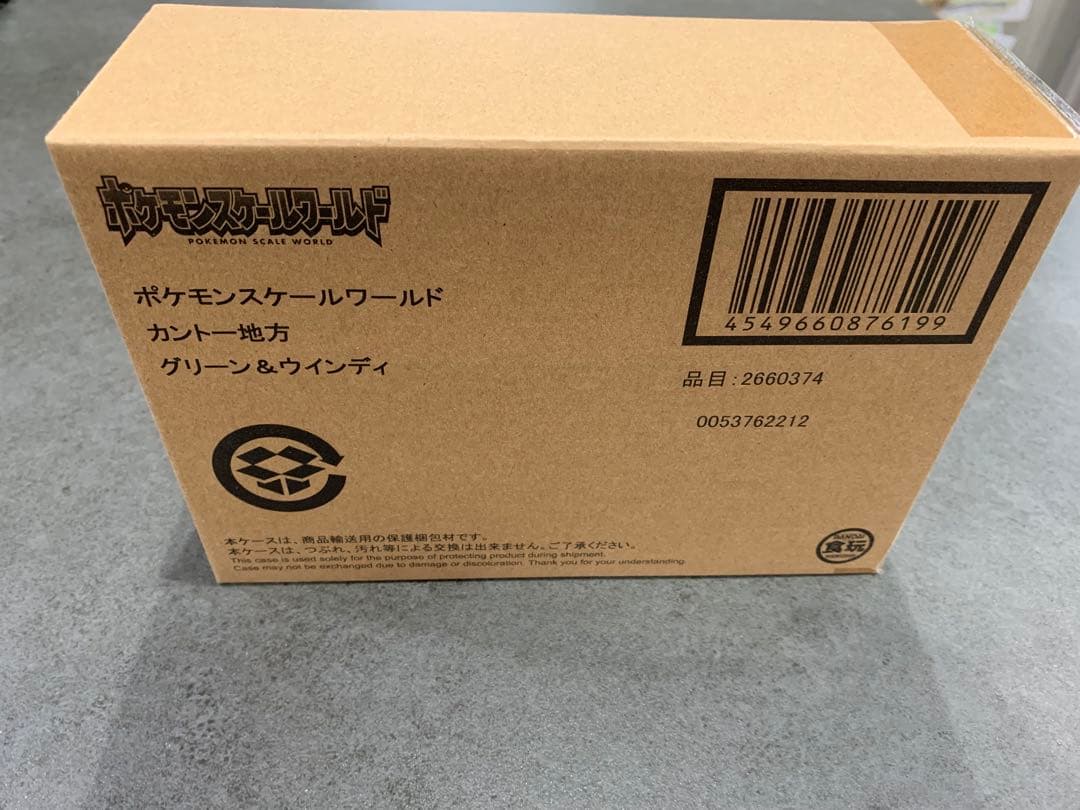 ポケモンスケールワールド
POKEMON SCALE WORLD
ポケモンスケールワールド
カントー地方
グリーン&ウインディ
4549660876199
品目:2660374
0053762212
本ケースは、商品輸送用の保護梱包材です。
本ケースは、つぶれ、汚れ等による交換は出来ません。ご了承ください。
This case is used solely for the purpose of protecting product during shipment.
Case may not be exchanged due to damage or discoloration. Thank you for your understanding.
BANDAI
食玩